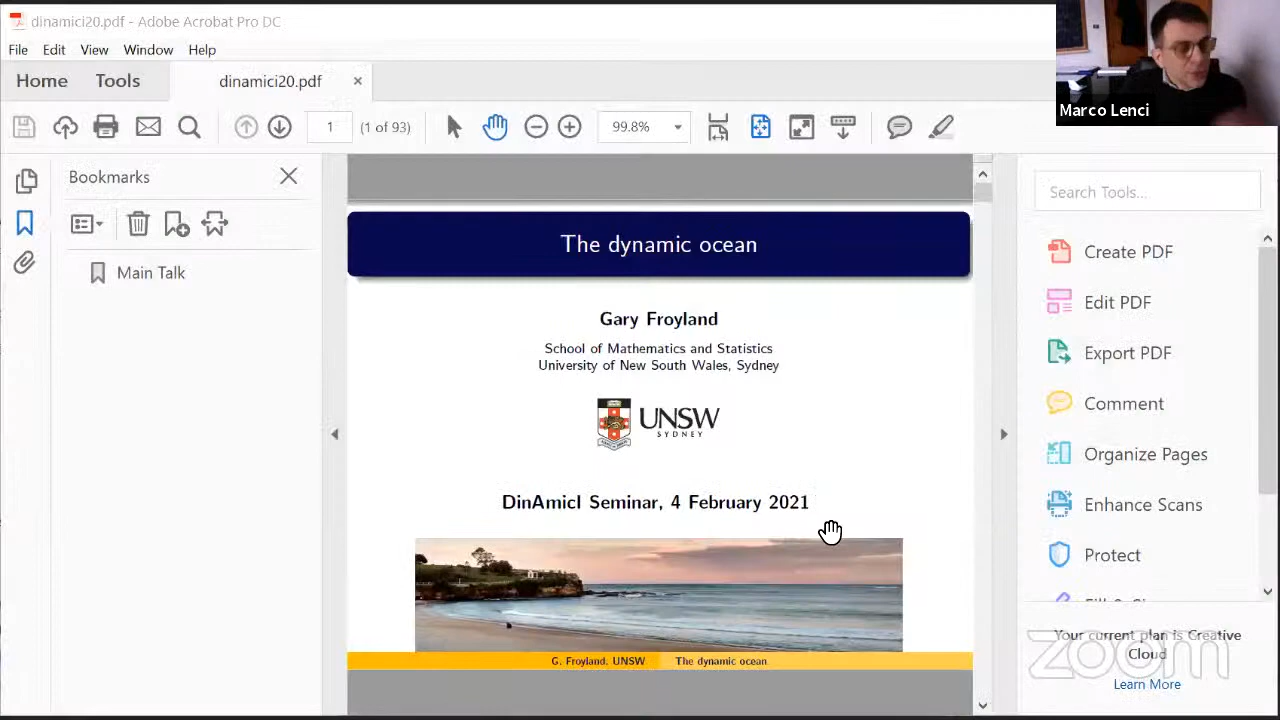 dinamici20.pdf - Adobe Acrobat Pro DC
File Edit View Window Help
Home Tools dinamici20.pdf ×
1 (1 of 93) 99.8%
Marco Lenci
Bookmarks
Main Talk
The dynamic ocean
Gary Froyland
School of Mathematics and Statistics
University of New South Wales, Sydney
UNSW
SYDNEY
DinAmicI Seminar, 4 February 2021
G. Froyland, UNSW The dynamic ocean
Search Tools...
Create PDF
Edit PDF
Export PDF
Comment
Organize Pages
Enhance Scans
Protect
Your current plan is Creative
Cloud
Learn More
zoom